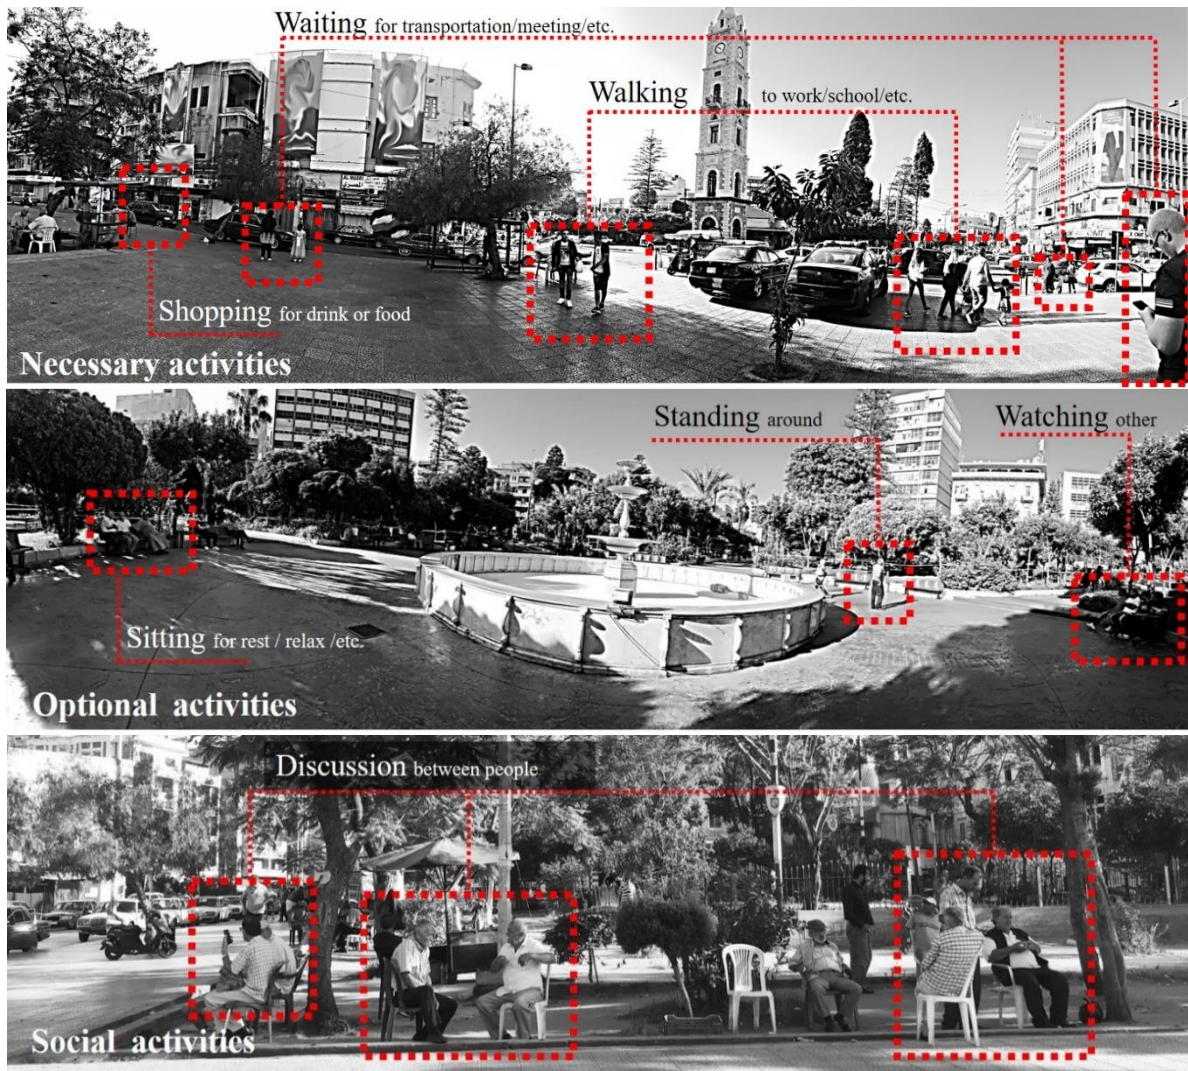 Waiting for transportation/meeting/etc.
Walking to work/school/etc.
Shopping for drink or food
Necessary activities
Standing around
Watching other
Sitting for rest / relax /etc.
Optional activities
Discussion between people
Social activities